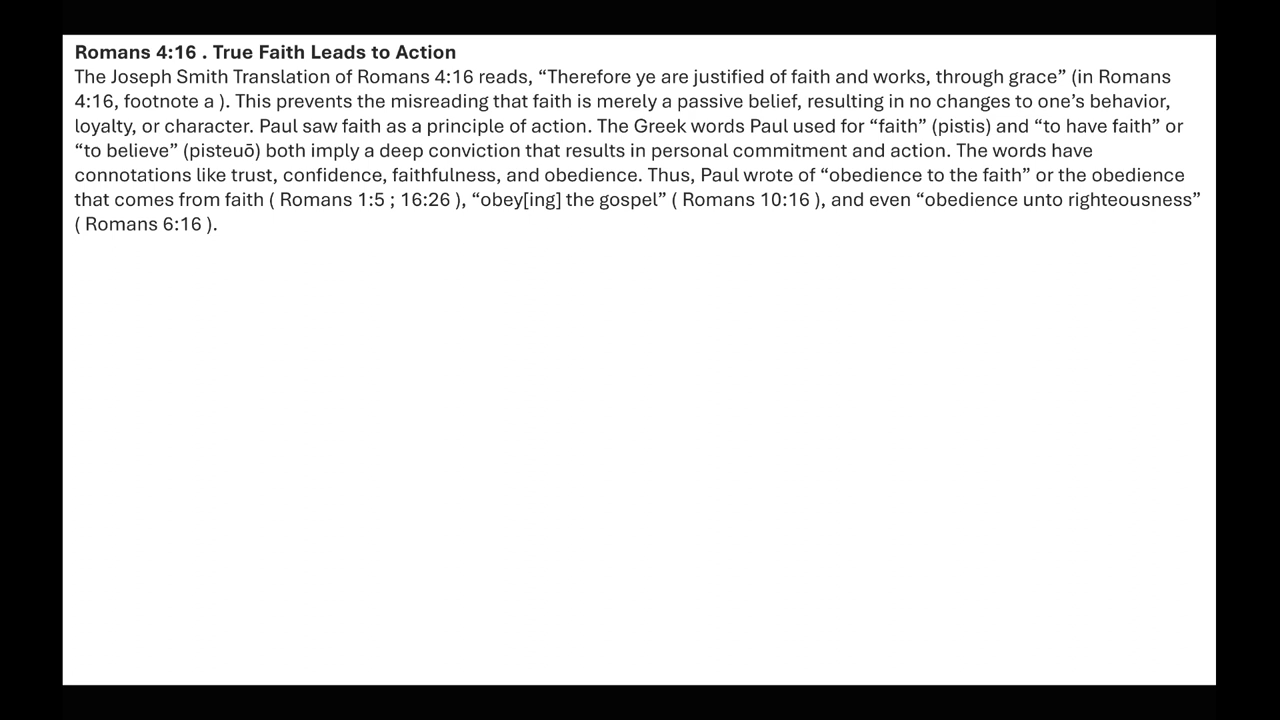 Romans 4:16 . True Faith Leads to Action
The Joseph Smith Translation of Romans 4:16 reads, “Therefore ye are justified of faith and works, through grace” (in Romans
4:16, footnote a ). This prevents the misreading that faith is merely a passive belief, resulting in no changes to one’s behavior,
loyalty, or character. Paul saw faith as a principle of action. The Greek words Paul used for “faith” (pistis) and “to have faith” or
“to believe” (pisteuō) both imply a deep conviction that results in personal commitment and action. The words have
connotations like trust, confidence, faithfulness, and obedience. Thus, Paul wrote of “obedience to the faith” or the obedience
that comes from faith ( Romans 1:5 ; 16:26 ), “obey[ing] the gospel” ( Romans 10:16 ), and even “obedience unto righteousness”
( Romans 6:16 ).